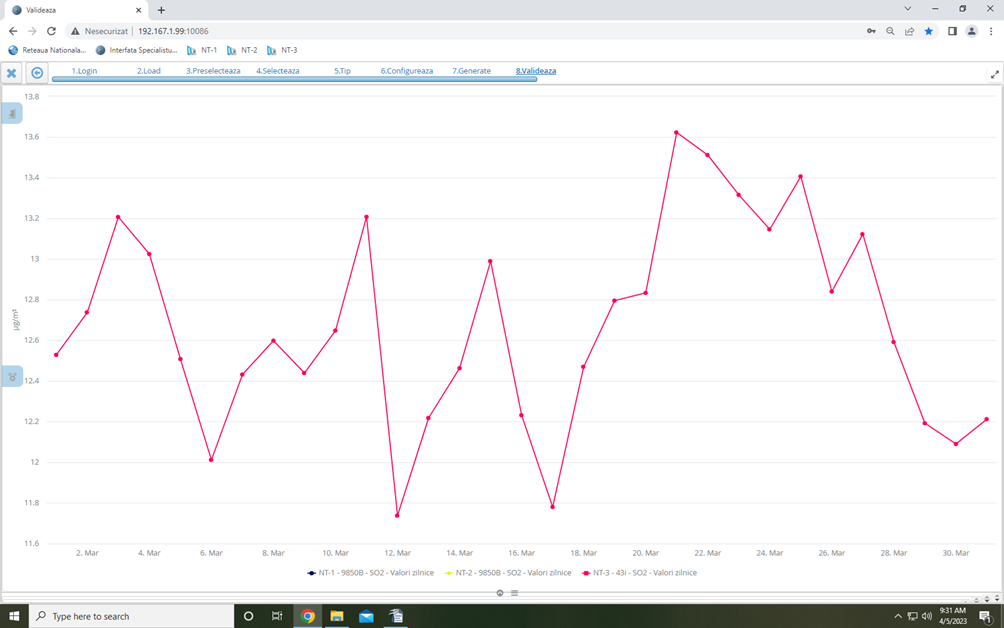 Valideaza
Nesecurizat | 192.167.1.99:10086
Reteaua Nationala... Interfata Specialistu... NT-1 NT-2 NT-3
1.Login 2.Load 3.Preselecteaza 4.Selecteaza 5.Tip 6.Configureaza 7.Generate 8.Valideaza
13.8
13.6
13.4
13.2
13
12.8
µg/m³
12.6
12.4
12.2
12
11.8
11.6
2. Mar 4. Mar 6. Mar 8. Mar 10. Mar 12. Mar 14. Mar 16. Mar 18. Mar 20. Mar 22. Mar 24. Mar 26. Mar 28. Mar 30. Mar
NT-1 - 9850B - SO2 - Valori zilnice NT-2 - 9850B - SO2 - Valori zilnice NT-3 - 43i - SO2 - Valori zilnice
Type here to search
9:31 AM
4/5/2023
1